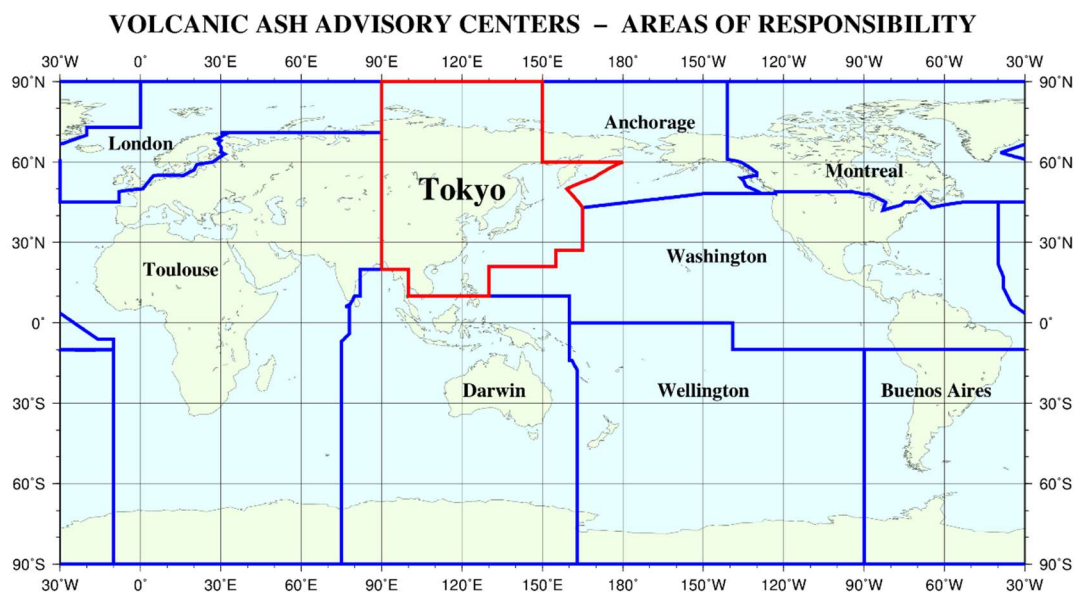 VOLCANIC ASH ADVISORY CENTERS – AREAS OF RESPONSIBILITY
30˚W 0˚ 30˚E 60˚E 90˚E 120˚E 150˚E 180˚ 150˚W 120˚W 90˚W 60˚W 30˚W
90˚N 90˚N
Anchorage
London
60˚N 60˚N
Montreal
Tokyo
30˚N 30˚N
Washington
Toulouse
0˚ 0˚
Darwin Wellington Buenos Aires
30˚S 30˚S
60˚S 60˚S
90˚S 90˚S
30˚W 0˚ 30˚E 60˚E 90˚E 120˚E 150˚E 180˚ 150˚W 120˚W 90˚W 60˚W 30˚W